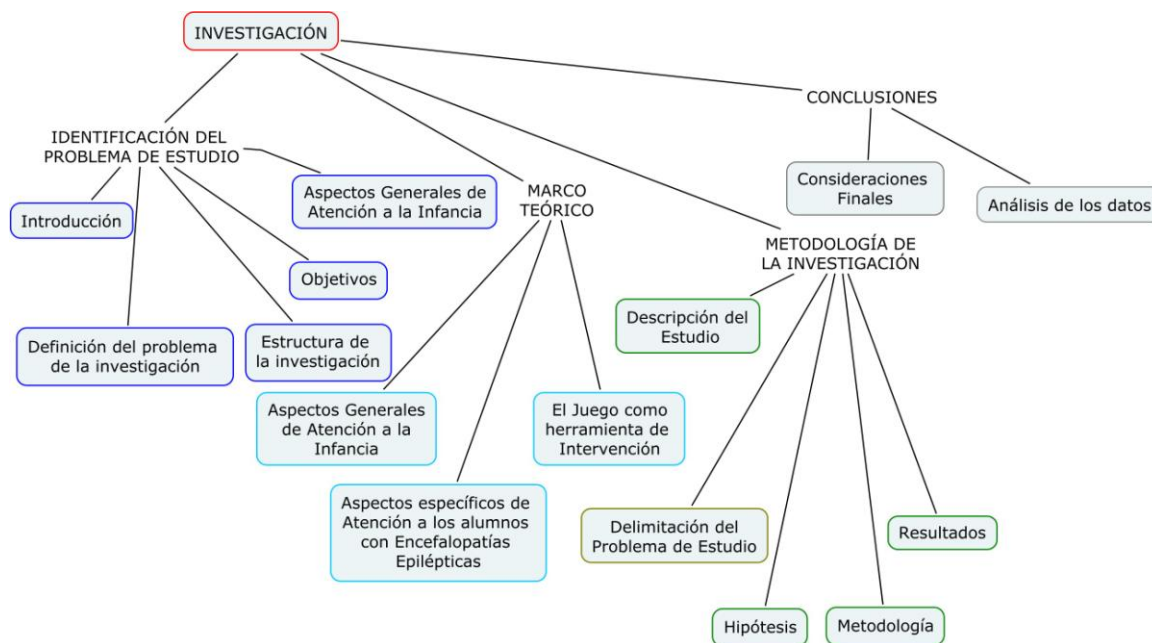 INVESTIGACIÓN
CONCLUSIONES
IDENTIFICACIÓN DEL
PROBLEMA DE ESTUDIO
Aspectos Generales de
Atención a la Infancia
MARCO
TEÓRICO
Consideraciones
Finales
Análisis de los datos
Introducción
METODOLOGÍA DE
LA INVESTIGACIÓN
Objetivos
Descripción del
Estudio
Definición del problema
de la investigación
Estructura de
la investigación
Aspectos Generales
de Atención a la
Infancia
El Juego como
herramienta de
Intervención
Aspectos específicos de
Atención a los alumnos
con Encefalopatías
Epilépticas
Delimitación del
Problema de Estudio
Resultados
Hipótesis
Metodología